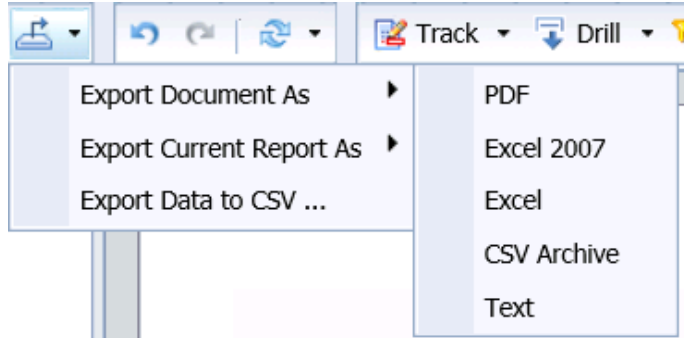 Track Drill
Export Document As PDF
Export Current Report As Excel 2007
Export Data to CSV ... Excel
CSV Archive
Text